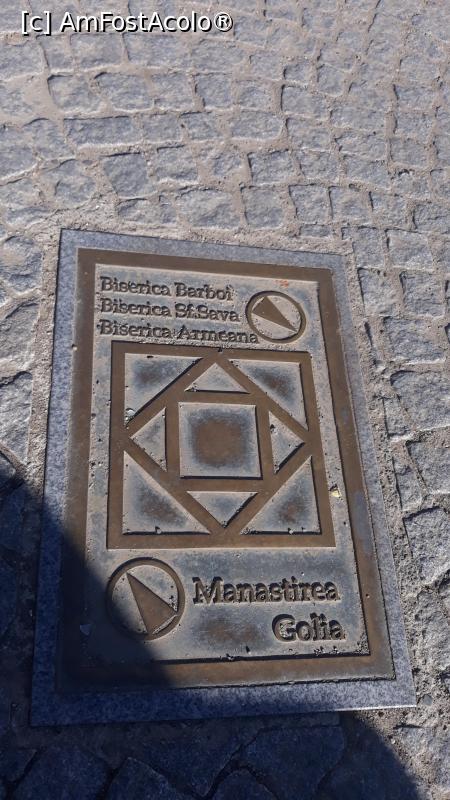 [c] AmFostAcolo®
Biserica Barboi
Biserica Sf.Sava
Biserica Armeana
Manastirea
Golia